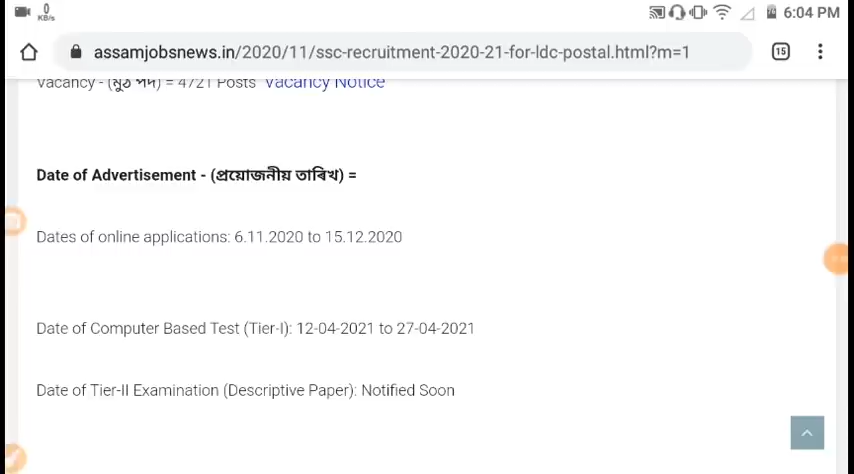 0
KB/s
6:04 PM
assamjobsnews.in/2020/11/ssc-recruitment-2020-21-for-ldc-postal.html?m=1
15
Vacancy - (মুঠ পদ) = 4721 Posts Vacancy Notice
Date of Advertisement - (প্ৰয়োজনীয় তাৰিখ) =
Dates of online applications: 6.11.2020 to 15.12.2020
Date of Computer Based Test (Tier-I): 12-04-2021 to 27-04-2021
Date of Tier-II Examination (Descriptive Paper): Notified Soon